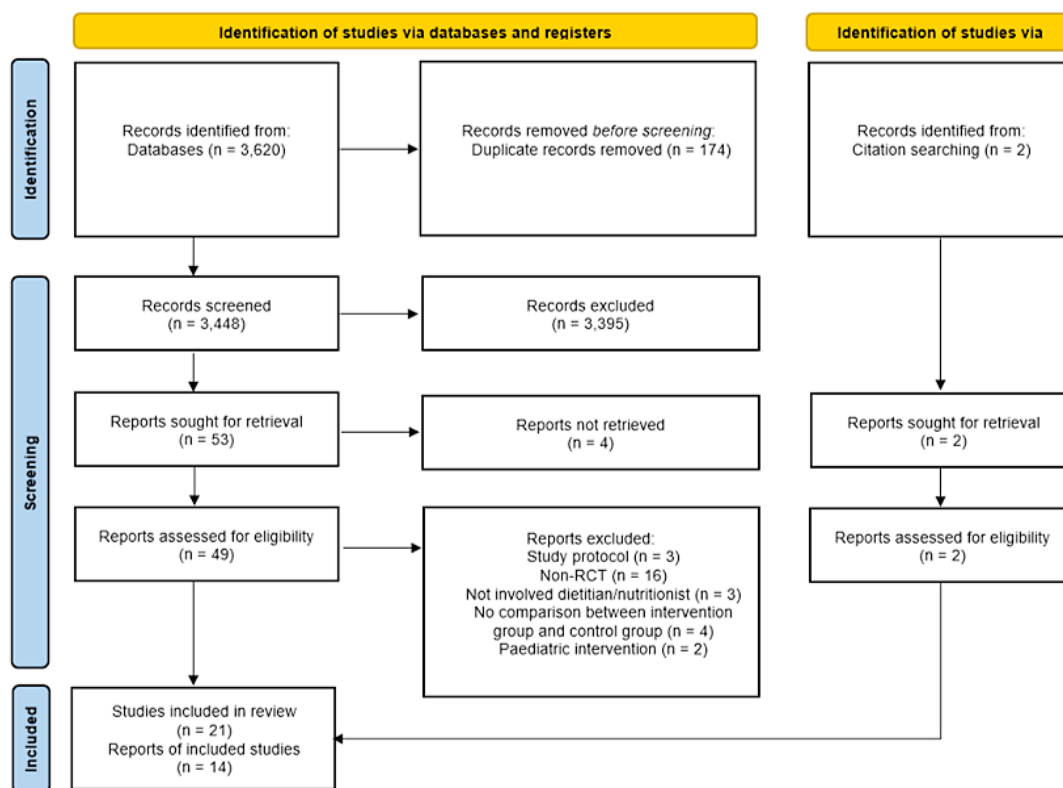 Identification of studies via databases and registers
Identification of studies via
Identification
Records identified from:
Databases (n = 3,620)
Records removed before screening:
Duplicate records removed (n = 174)
Records identified from:
Citation searching (n = 2)
Screening
Records screened
(n = 3,448)
Records excluded
(n = 3,395)
Reports sought for retrieval
(n = 53)
Reports not retrieved
(n = 4)
Reports sought for retrieval
(n = 2)
Reports assessed for eligibility
(n = 49)
Reports excluded:
Study protocol (n = 3)
Non-RCT (n = 16)
Not involved dietitian/nutritionist (n = 3)
No comparison between intervention
group and control group (n = 4)
Paediatric intervention (n = 2)
Reports assessed for eligibility
(n = 2)
Included
Studies included in review
(n = 21)
Reports of included studies
(n = 14)